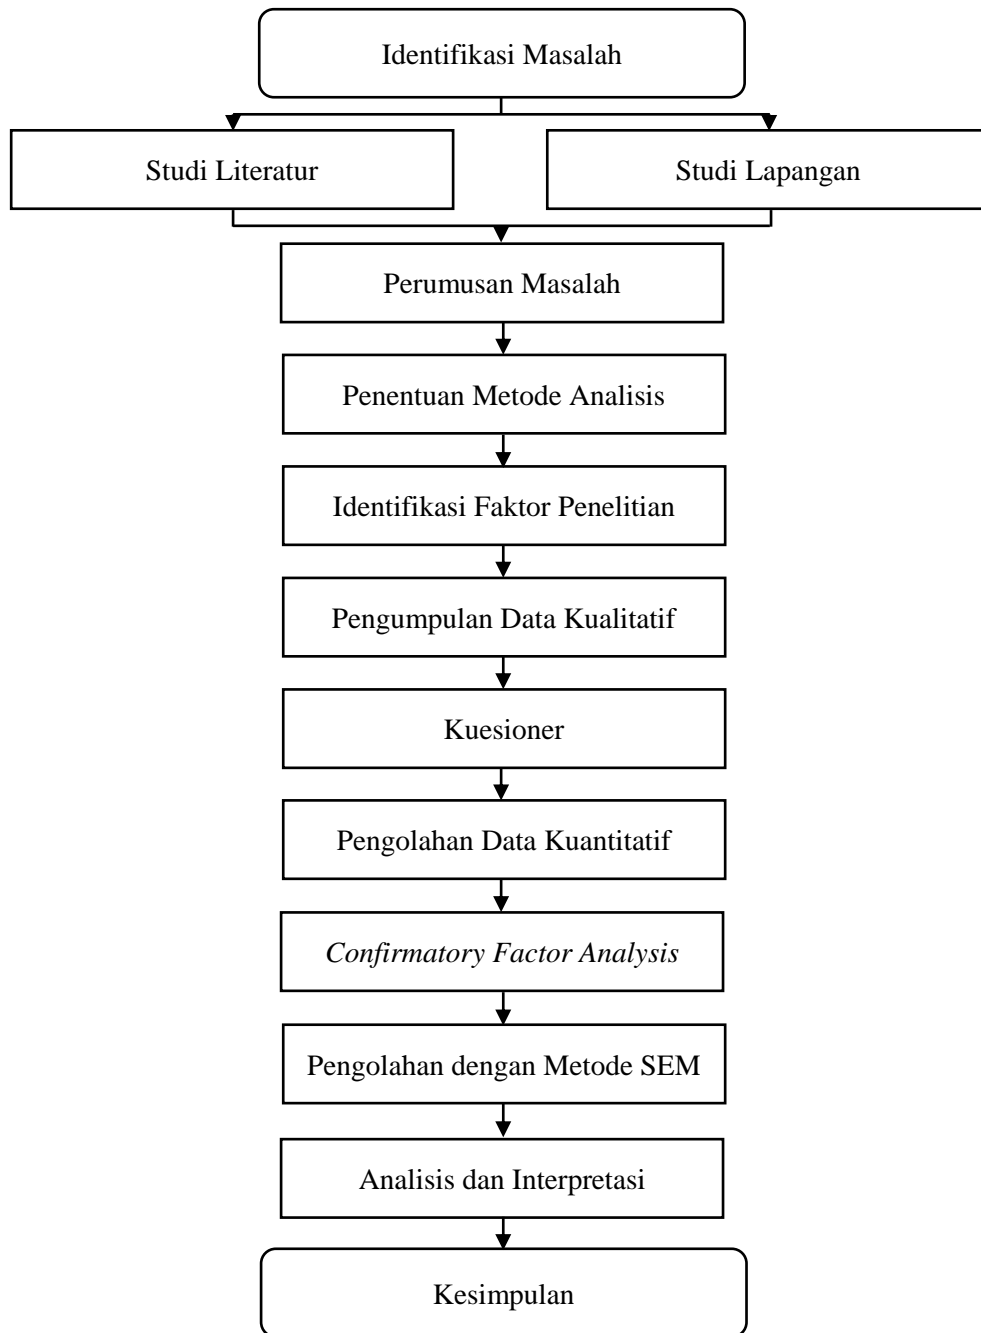 Identifikasi Masalah
Studi Literatur
Studi Lapangan
Perumusan Masalah
Penentuan Metode Analisis
Identifikasi Faktor Penelitian
Pengumpulan Data Kualitatif
Kuesioner
Pengolahan Data Kuantitatif
Confirmatory Factor Analysis
Pengolahan dengan Metode SEM
Analisis dan Interpretasi
Kesimpulan